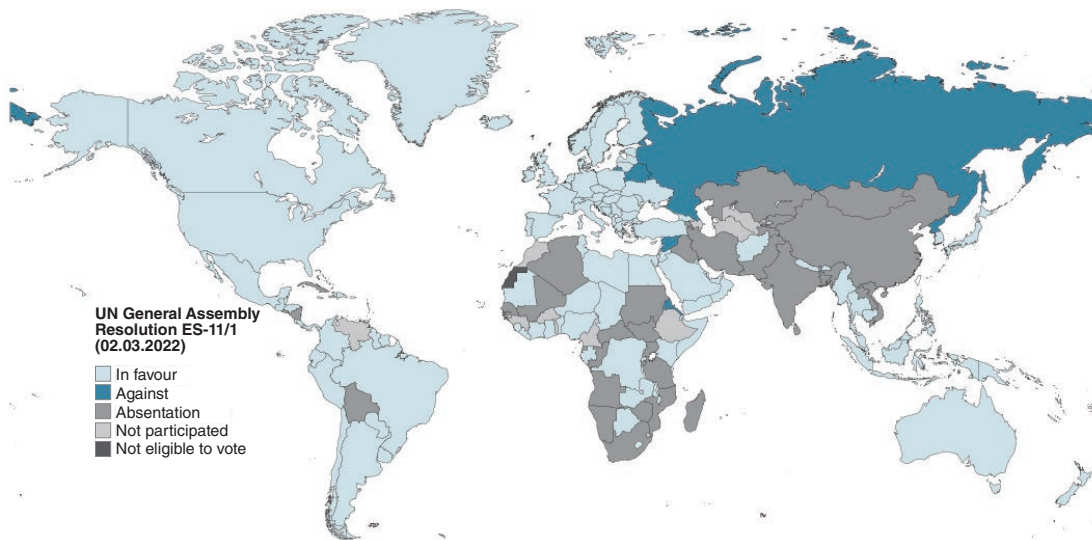 UN General Assembly
Resolution ES-11/1
(02.03.2022)
In favour
Against
Absentation
Not participated
Not eligible to vote